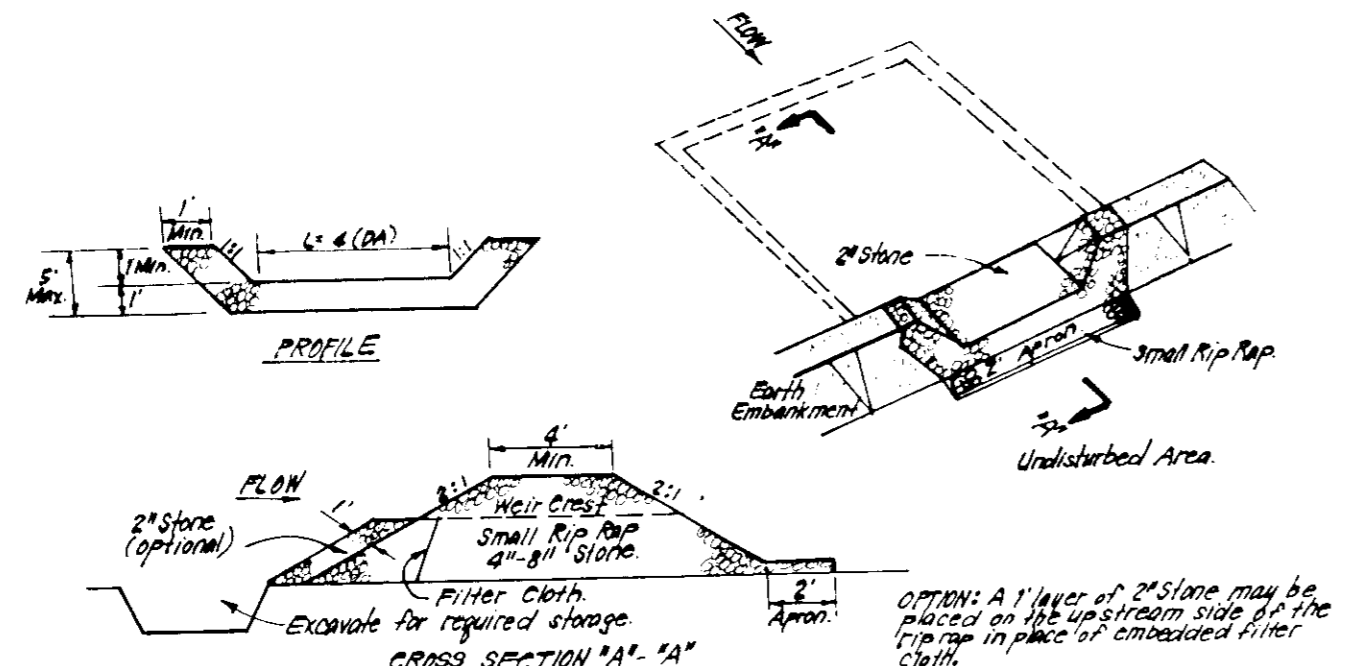 FLOW
"A"
1'
Min.
1:1
L= 4 (DA)
1:1
1 Min.
5'
Max.
1'
PROFILE
2" Stone
2' Apron
Small Rip Rap.
Earth
Embankment
"A"
Undisturbed Area.
4'
Min.
FLOW
1'
2:1
2:1
2" Stone
(optional)
Weir Crest
Small Rip Rap
4"-8" Stone.
Filter Cloth.
Excavate for required storage.
2'
Apron.
CROSS SECTION "A"- "A"
OPTION: A 1' layer of 2" Stone may be
placed on the upstream side of the
rip rap in place of embedded filter
cloth.